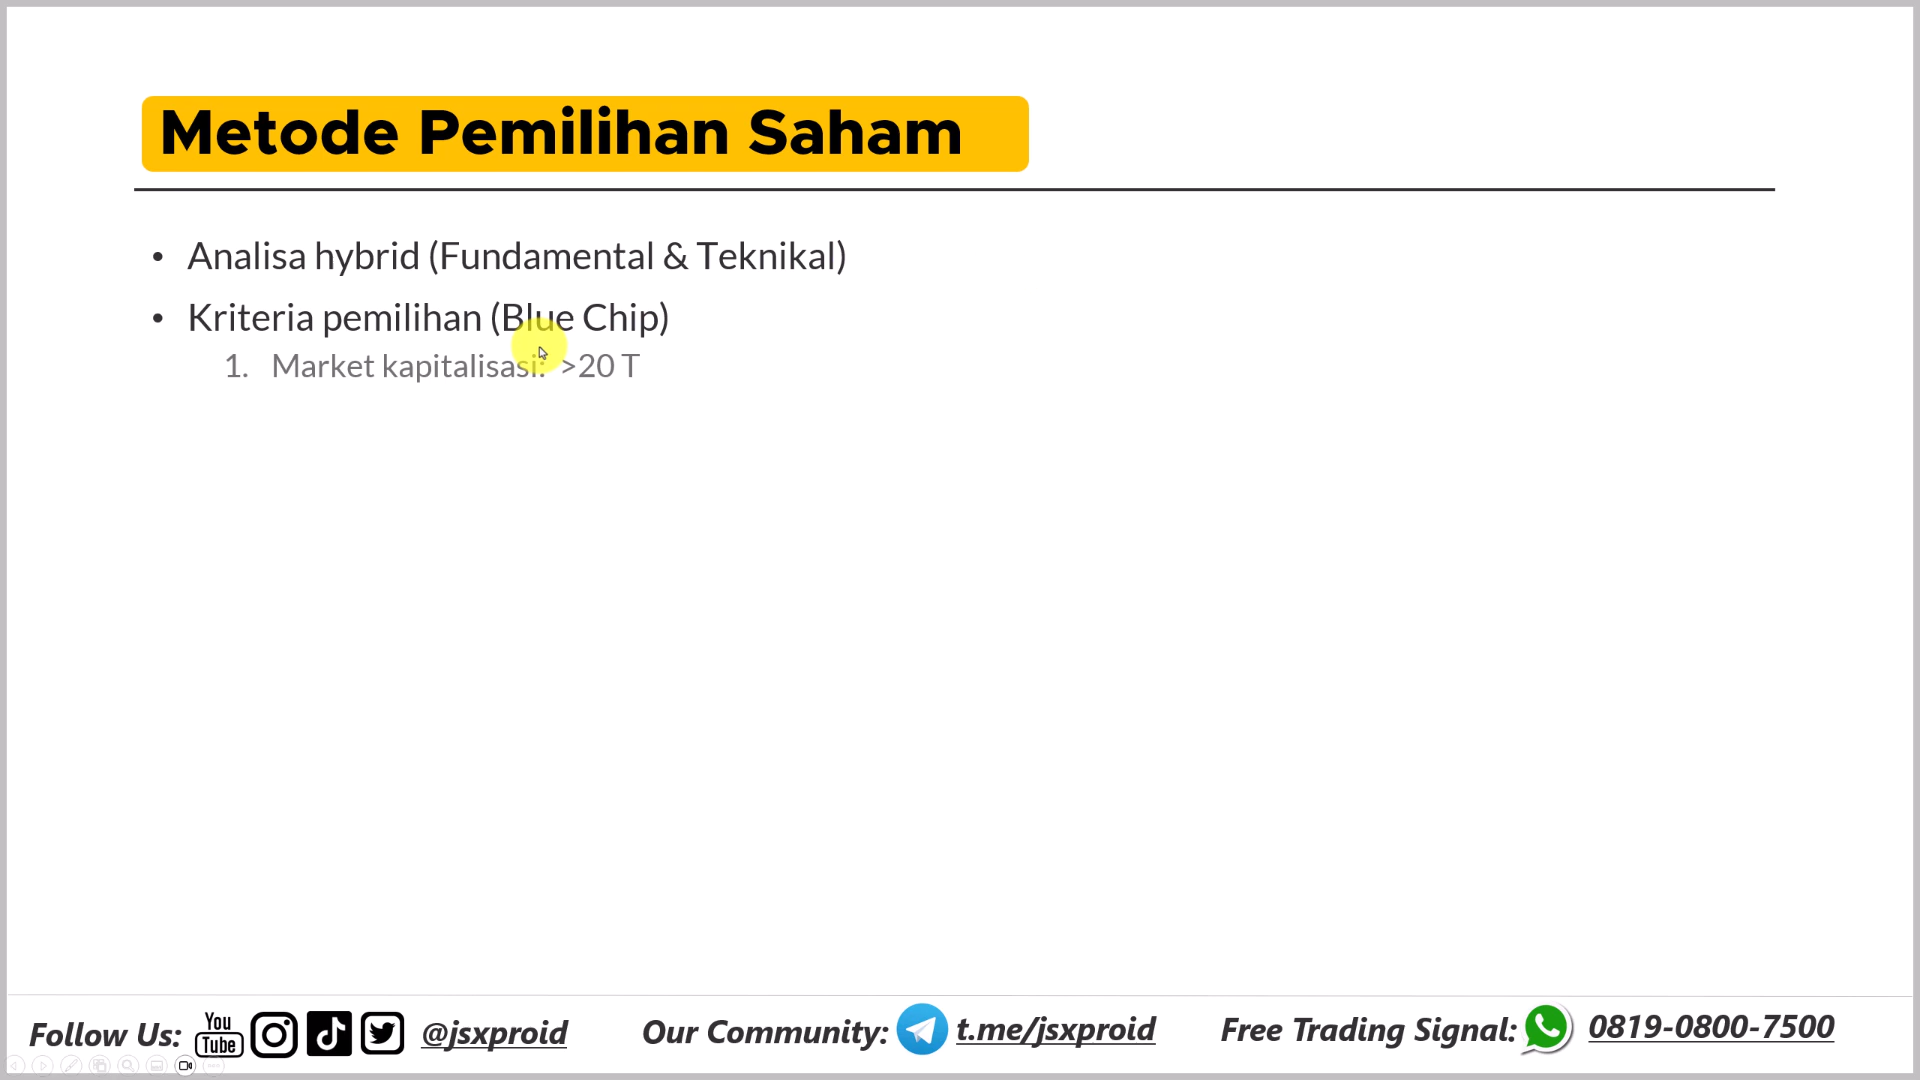 Metode Pemilihan Saham
• Analisa hybrid (Fundamental & Teknikal)
• Kriteria pemilihan (Blue Chip)
1. Market kapitalisasi: >20 T
Follow Us: You Tube @jsxproid Our Community: t.me/jsxproid Free Trading Signal: 0819-0800-7500